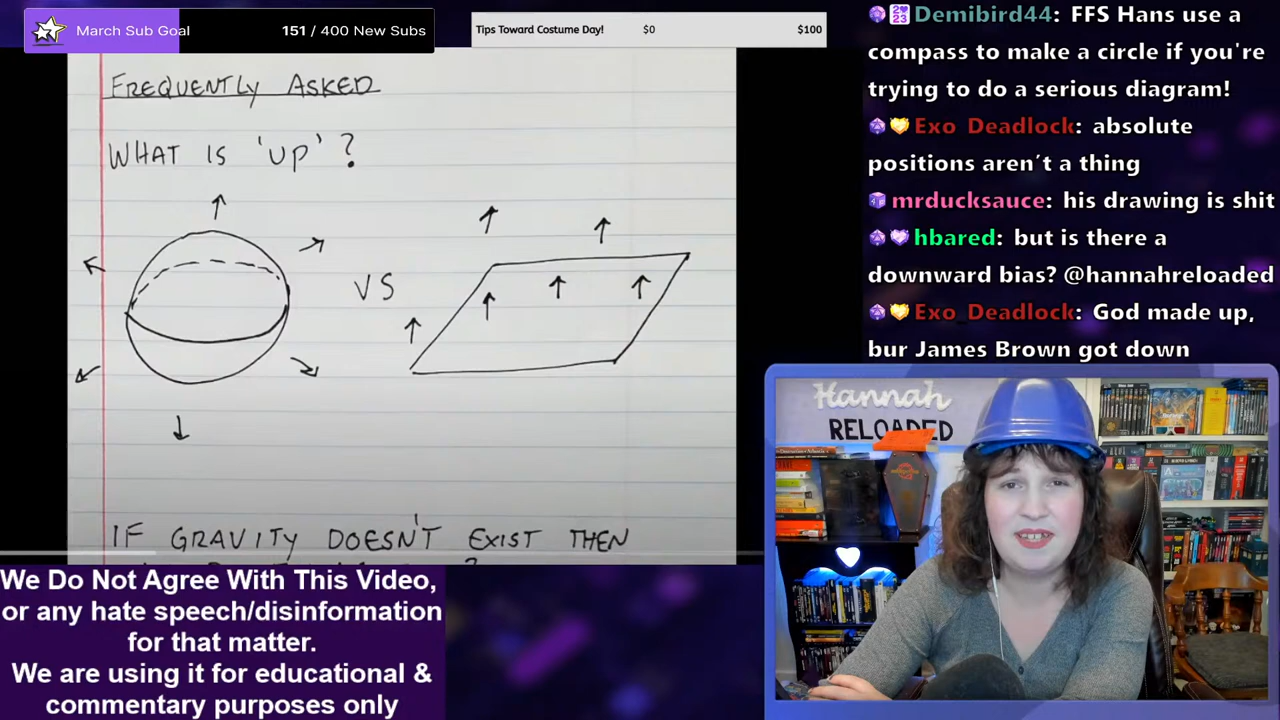 March Sub Goal
151 / 400 New Subs
Tips Toward Costume Day!
$0
$100
FREQUENTLY ASKED
WHAT IS 'UP'?
VS
IF GRAVITY DOESN'T EXIST THEN
We Do Not Agree With This Video,
or any hate speech/disinformation
for that matter.
We are using it for educational &
commentary purposes only
Demibird44: FFS Hans use a
compass to make a circle if you're
trying to do a serious diagram!
Exo_Deadlock: absolute
positions aren't a thing
mrducksauce: his drawing is shit
hbared: but is there a
downward bias? @hannahreloaded
Exo_Deadlock: God made up,
bur James Brown got down
Hannah
RELOADED